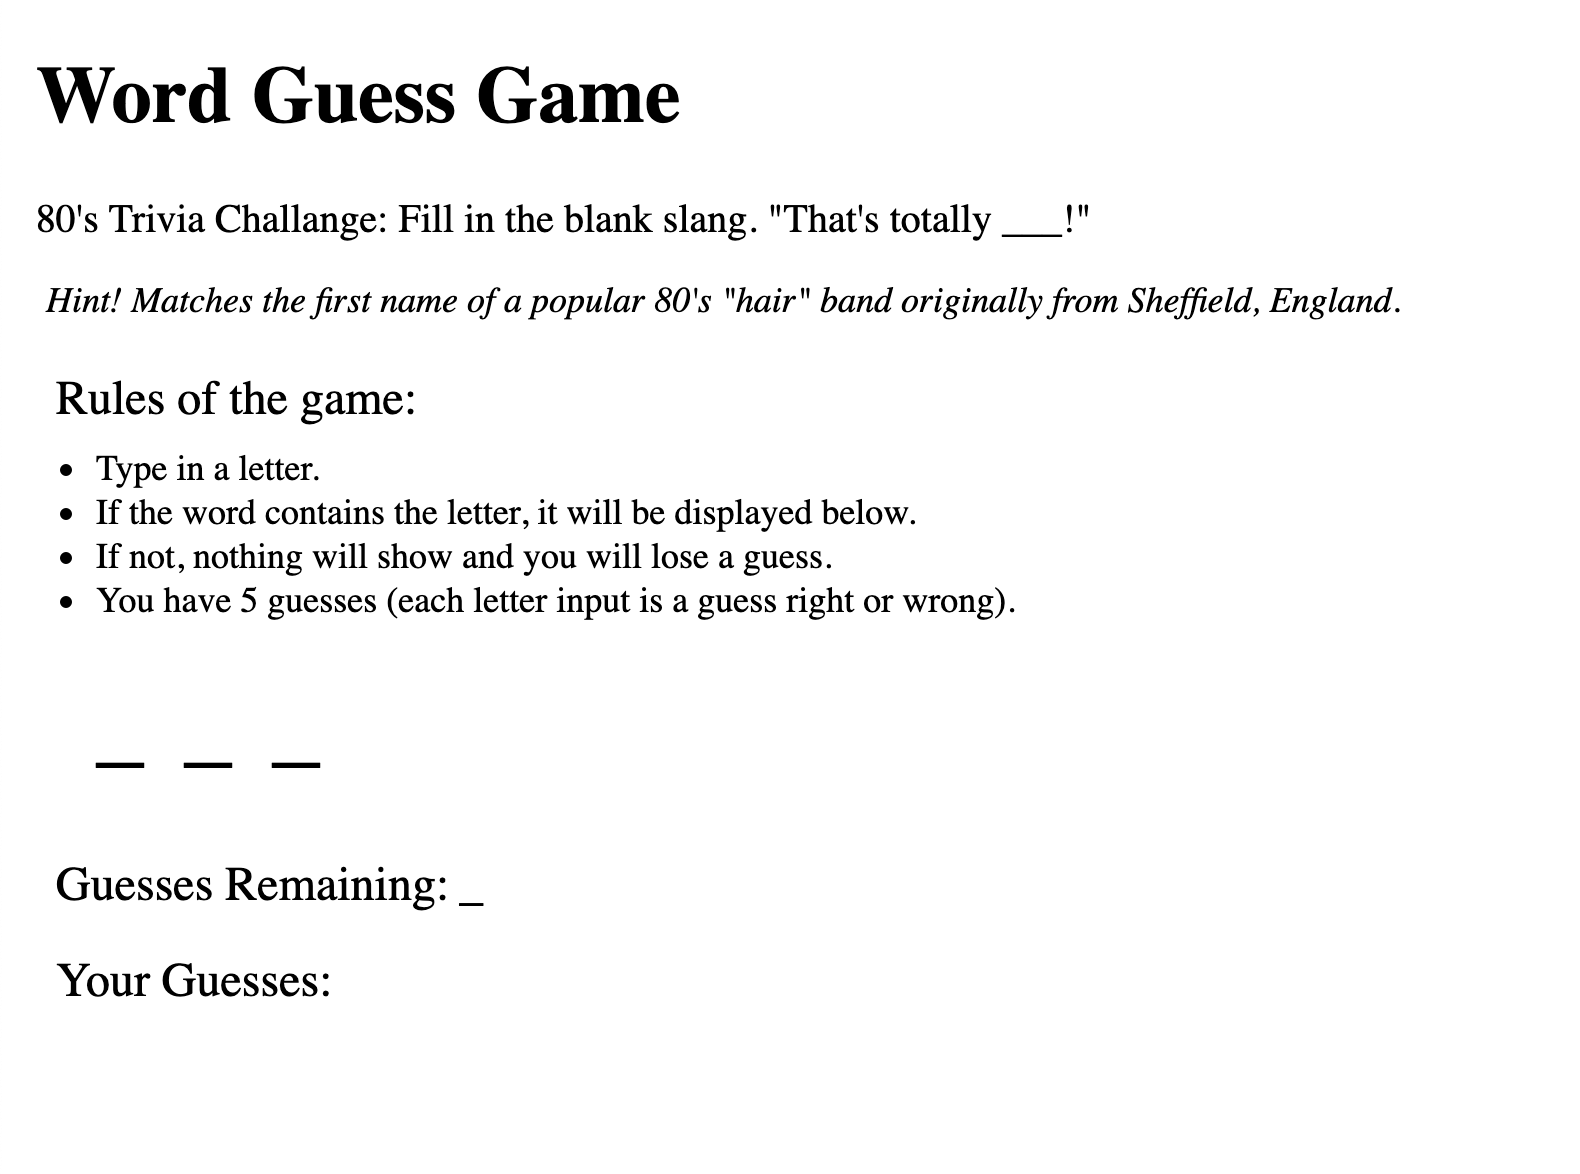 Word Guess Game
80's Trivia Challange: Fill in the blank slang. "That's totally ___!"
Hint! Matches the first name of a popular 80's "hair" band originally from Sheffield, England.
Rules of the game:
• Type in a letter.
• If the word contains the letter, it will be displayed below.
• If not, nothing will show and you will lose a guess.
• You have 5 guesses (each letter input is a guess right or wrong).
_ _ _
Guesses Remaining: _
Your Guesses: